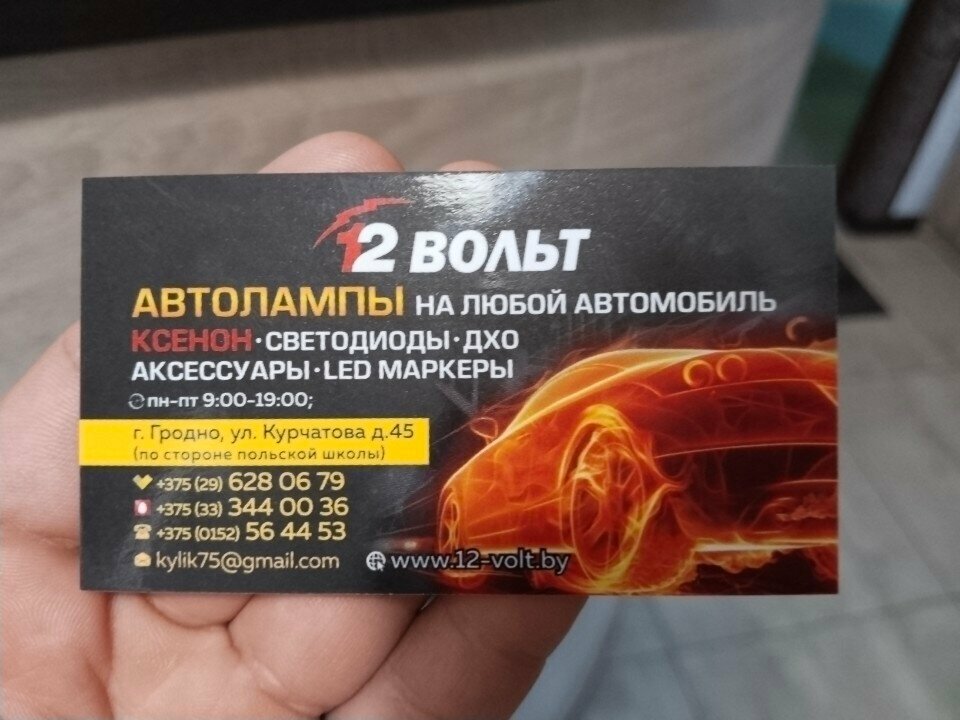 12 ВОЛЬТ
АВТОЛАМПЫ НА ЛЮБОЙ АВТОМОБИЛЬ
КСЕНОН·СВЕТОДИОДЫ·ДХО
АКСЕССУАРЫ·LED МАРКЕРЫ
пн-пт 9:00-19:00;
г. Гродно, ул. Курчатова д.45
(по стороне польской школы)
+375 (29) 628 06 79
+375 (33) 344 00 36
+375 (0152) 56 44 53
kylik75@gmail.com www.12-volt.by